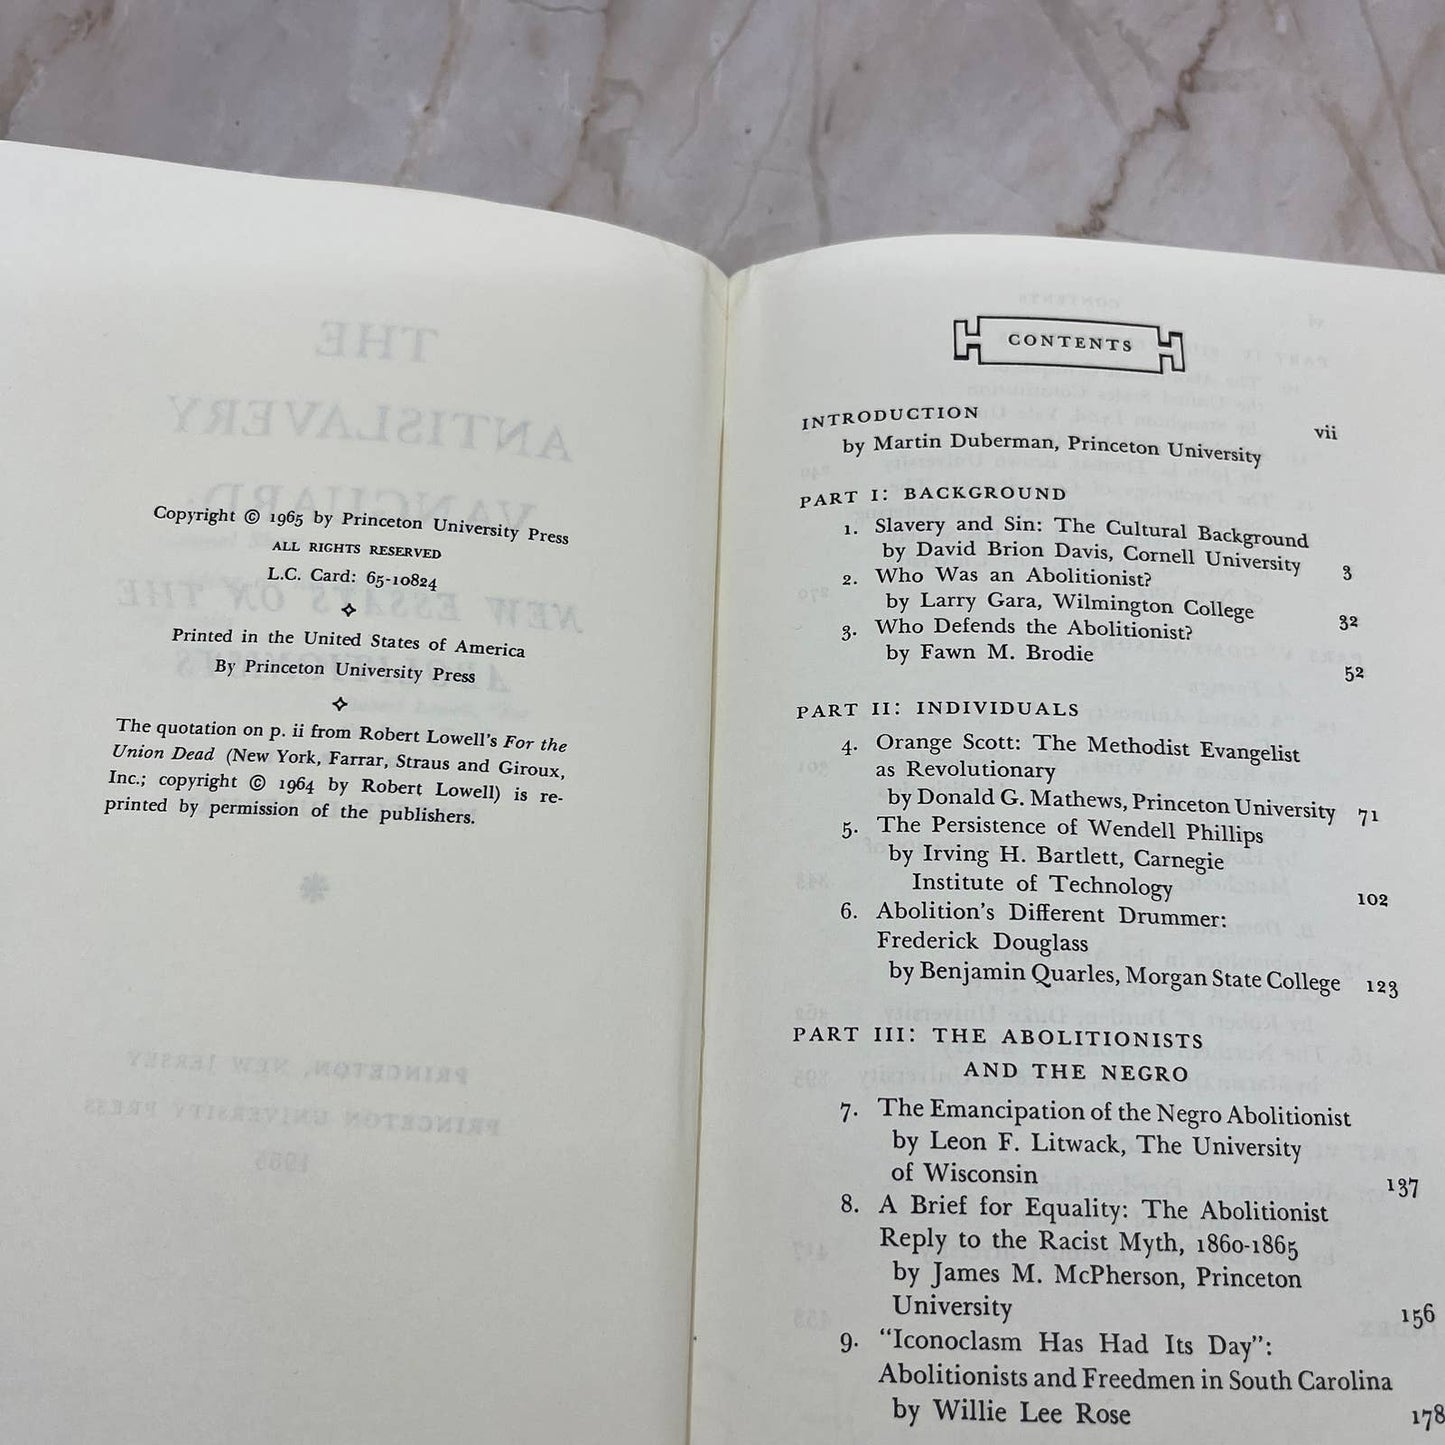 Copyright © 1965 by Princeton University Press
ALL RIGHTS RESERVED
L.C. Card: 65-10824
Printed in the United States of America
By Princeton University Press
The quotation on p. ii from Robert Lowell's For the
Union Dead (New York, Farrar, Straus and Giroux,
Inc.; copyright © 1964 by Robert Lowell) is re-
printed by permission of the publishers.
CONTENTS
INTRODUCTION vii
by Martin Duberman, Princeton University
PART I: BACKGROUND
1. Slavery and Sin: The Cultural Background
by David Brion Davis, Cornell University 3
2. Who Was an Abolitionist?
by Larry Gara, Wilmington College 32
3. Who Defends the Abolitionist?
by Fawn M. Brodie 52
PART II: INDIVIDUALS
4. Orange Scott: The Methodist Evangelist
as Revolutionary
by Donald G. Mathews, Princeton University 71
5. The Persistence of Wendell Phillips
by Irving H. Bartlett, Carnegie
Institute of Technology 102
6. Abolition's Different Drummer:
Frederick Douglass
by Benjamin Quarles, Morgan State College 123
PART III: THE ABOLITIONISTS
AND THE NEGRO
7. The Emancipation of the Negro Abolitionist
by Leon F. Litwack, The University
of Wisconsin 137
8. A Brief for Equality: The Abolitionist
Reply to the Racist Myth, 1860-1865
by James M. McPherson, Princeton
University 156
9. "Iconoclasm Has Had Its Day":
Abolitionists and Freedmen in South Carolina
by Willie Lee Rose 178